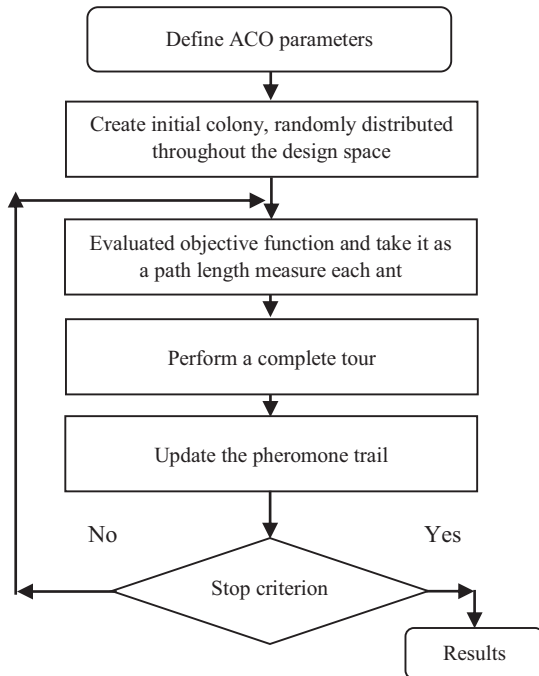 Define ACO parameters
Create initial colony, randomly distributed
throughout the design space
Evaluated objective function and take it as
a path length measure each ant
Perform a complete tour
Update the pheromone trail
No
Yes
Stop criterion
Results